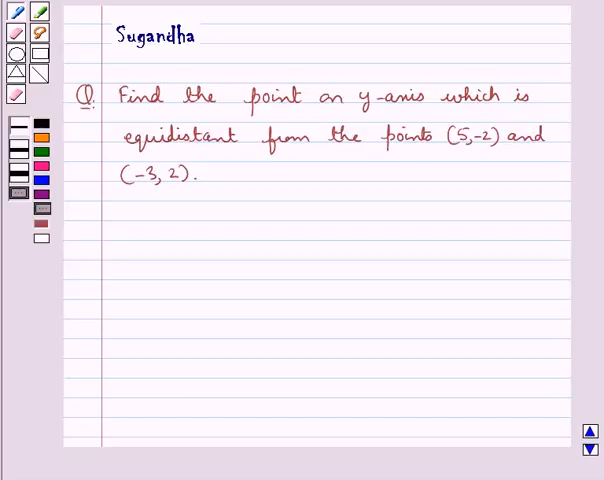 Sugandha
Q. Find the point on y-axis which is
equidistant from the points (5,-2) and
(-3, 2).